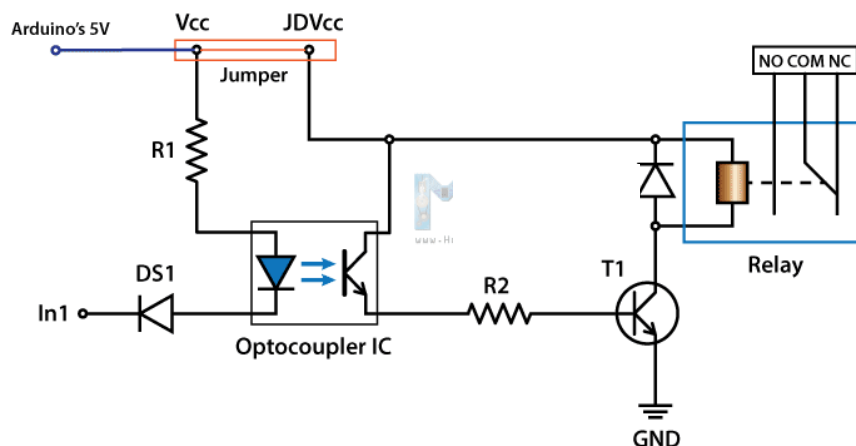 Arduino's 5V
Vcc
JDVcc
Jumper
NO COM NC
R1
Relay
DS1
T1
R2
In1
Optocoupler IC
GND